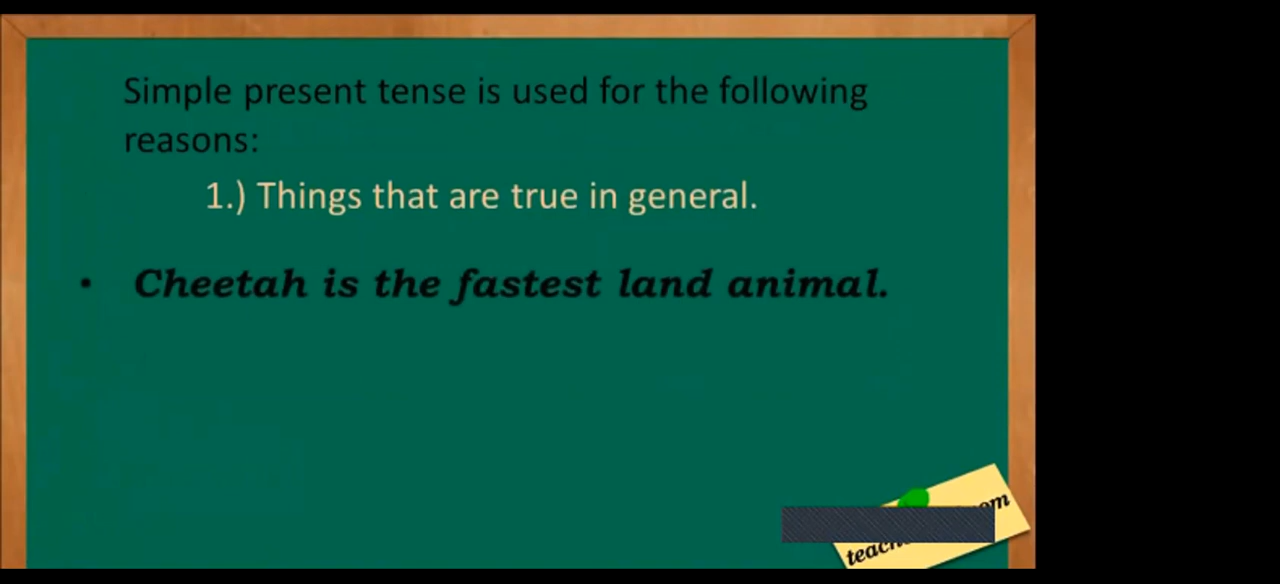 Simple present tense is used for the following
reasons:
1.) Things that are true in general.
• Cheetah is the fastest land animal.